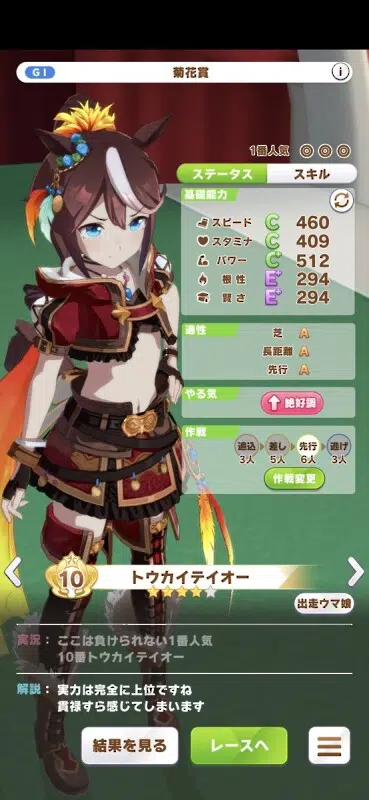 GI 菊花賞 i
1番人気
ステータス スキル
基礎能力
スピード C 460
スタミナ C 409
パワー C+ 512
根性 E+ 294
賢さ E+ 294
適性
芝 A
長距離 A
先行 A
やる気
絶好調
作戦
追込 差し 先行 逃げ
3人 5人 6人 3人
作戦変更
10 トウカイテイオー
出走ウマ娘
実況： ここは負けられない1番人気
10番トウカイテイオー
解説： 実力は完全に上位ですね
貫禄すら感じてしまいます
結果を見る レースへ